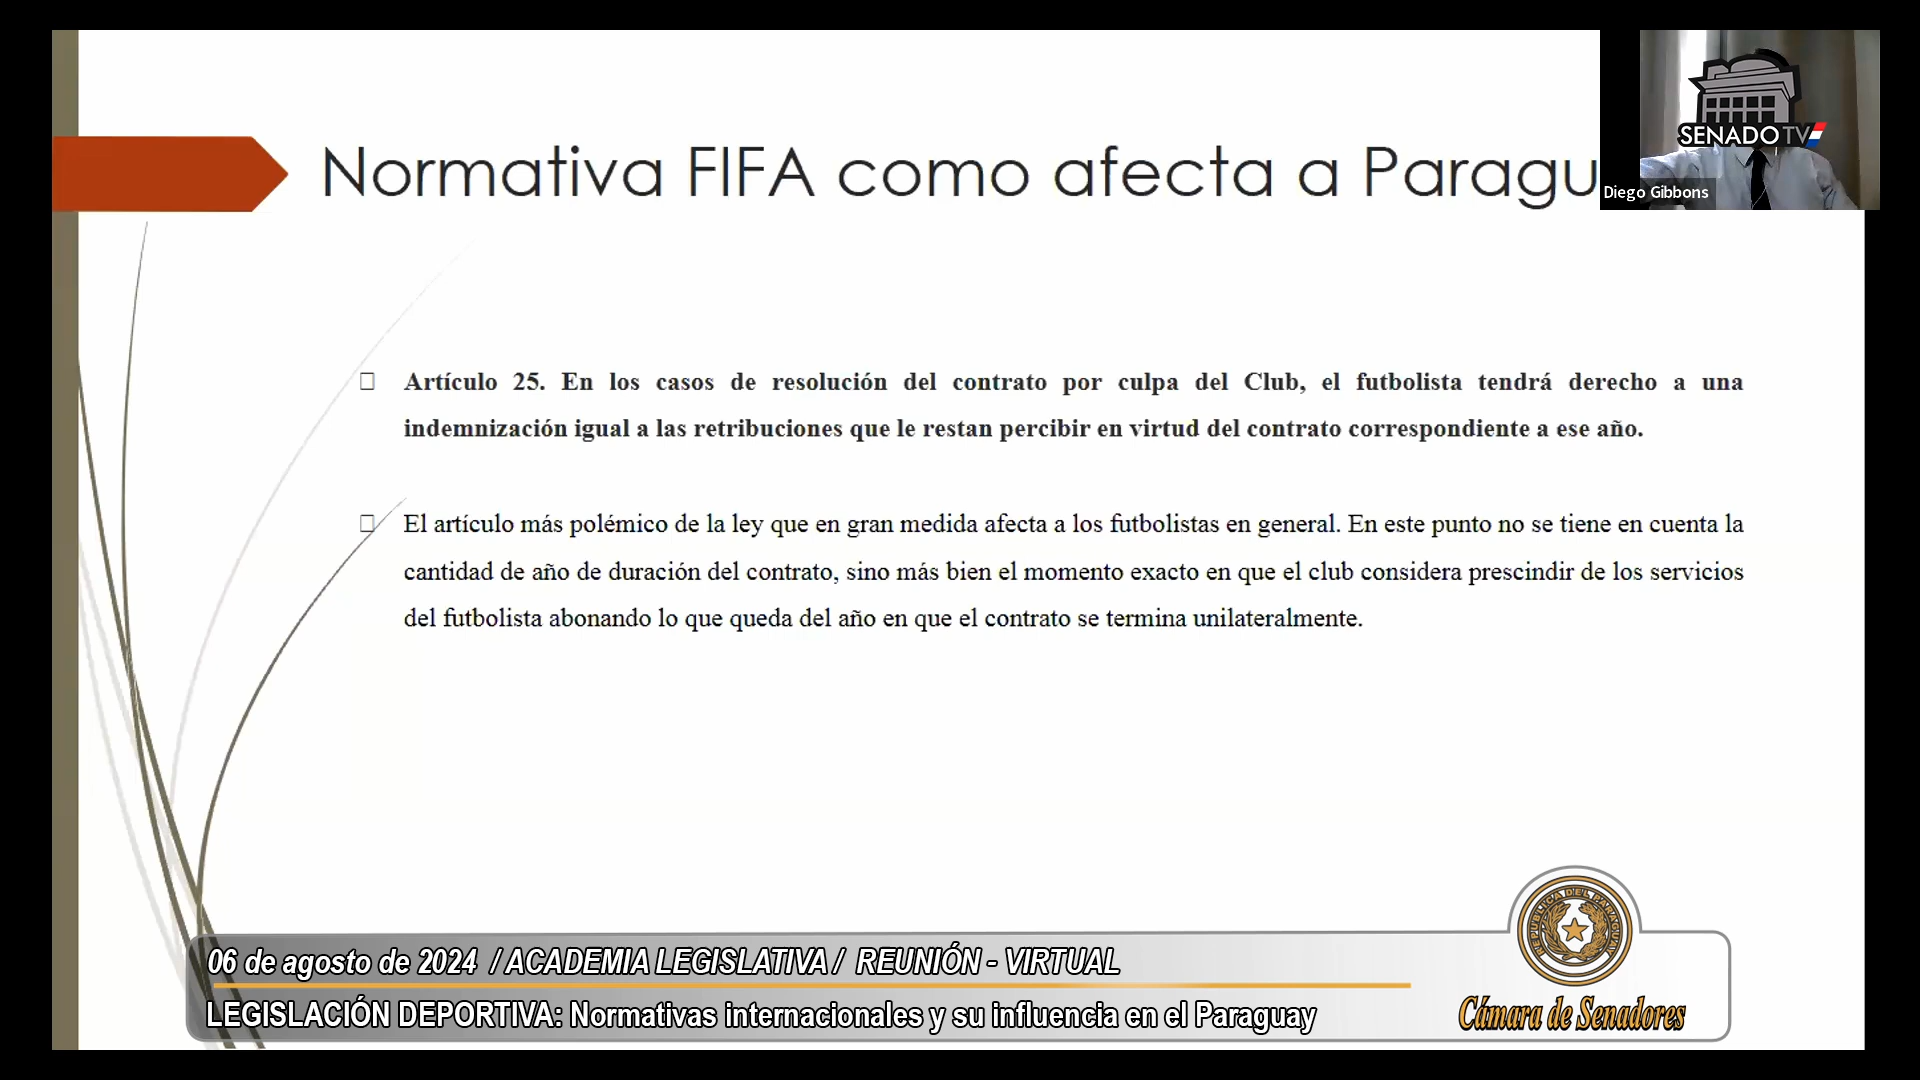 Normativa FIFA como afecta a Paragu
SENADO TV
Diego Gibbons
Artículo 25. En los casos de resolución del contrato por culpa del Club, el futbolista tendrá derecho a una
indemnización igual a las retribuciones que le restan percibir en virtud del contrato correspondiente a ese año.
El artículo más polémico de la ley que en gran medida afecta a los futbolistas en general. En este punto no se tiene en cuenta la
cantidad de año de duración del contrato, sino más bien el momento exacto en que el club considera prescindir de los servicios
del futbolista abonando lo que queda del año en que el contrato se termina unilateralmente.
REPUBLICA DEL PARAGUAY
06 de agosto de 2024 / ACADEMIA LEGISLATIVA / REUNIÓN - VIRTUAL
LEGISLACIÓN DEPORTIVA: Normativas internacionales y su influencia en el Paraguay
Cámara de Senadores